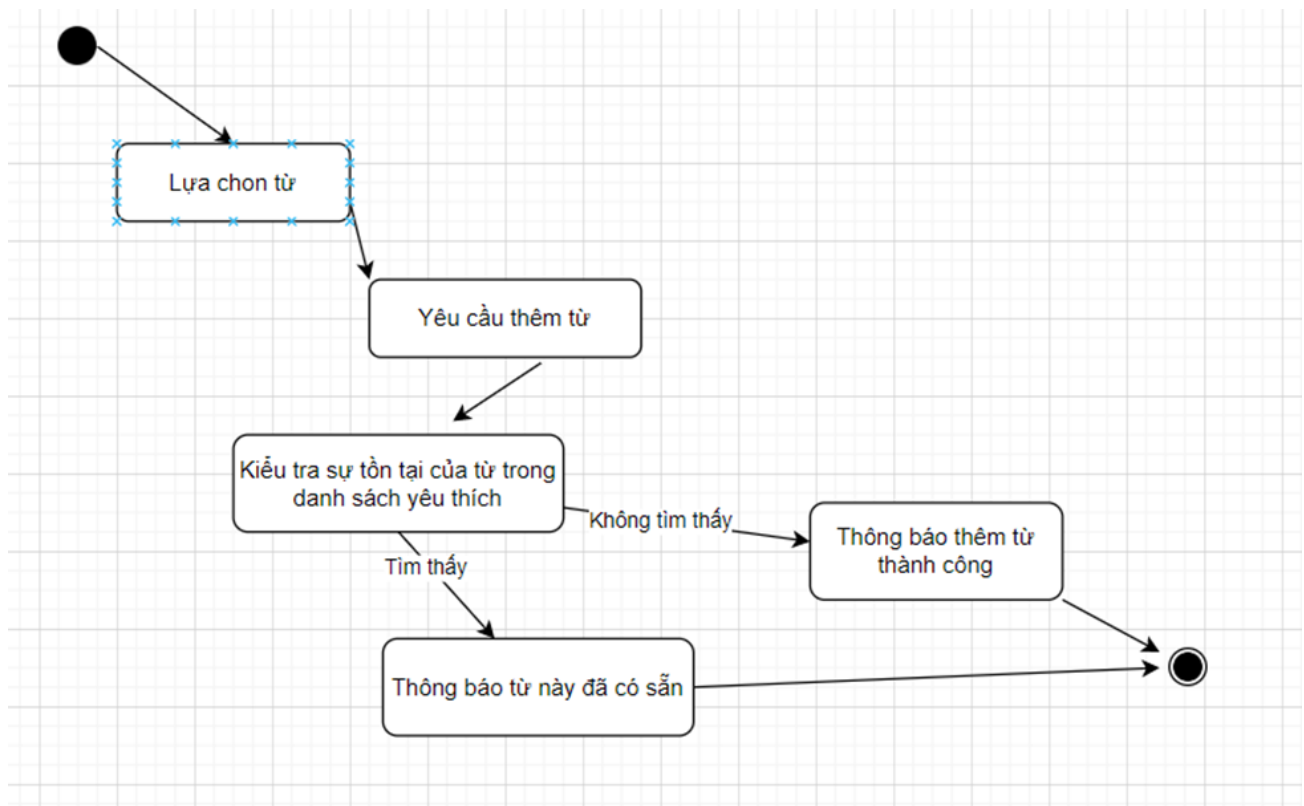 Lựa chon từ
Yêu cầu thêm từ
Kiểu tra sự tồn tại của từ trong
danh sách yêu thích
Không tìm thấy
Thông báo thêm từ
thành công
Tìm thấy
Thông báo từ này đã có sẵn